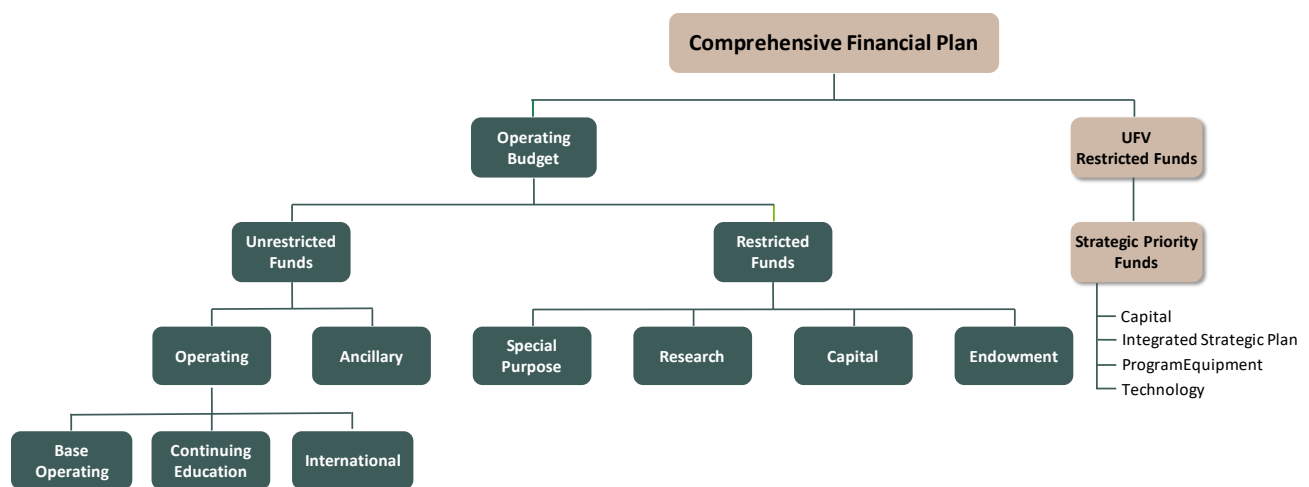 Comprehensive Financial Plan
Operating
Budget
UFV
Restricted Funds
Unrestricted
Funds
Restricted
Funds
Strategic Priority
Funds
Operating
Ancillary
Special
Purpose
Research
Capital
Endowment
Capital
Integrated Strategic Plan
ProgramEquipment
Technology
Base
Operating
Continuing
Education
International